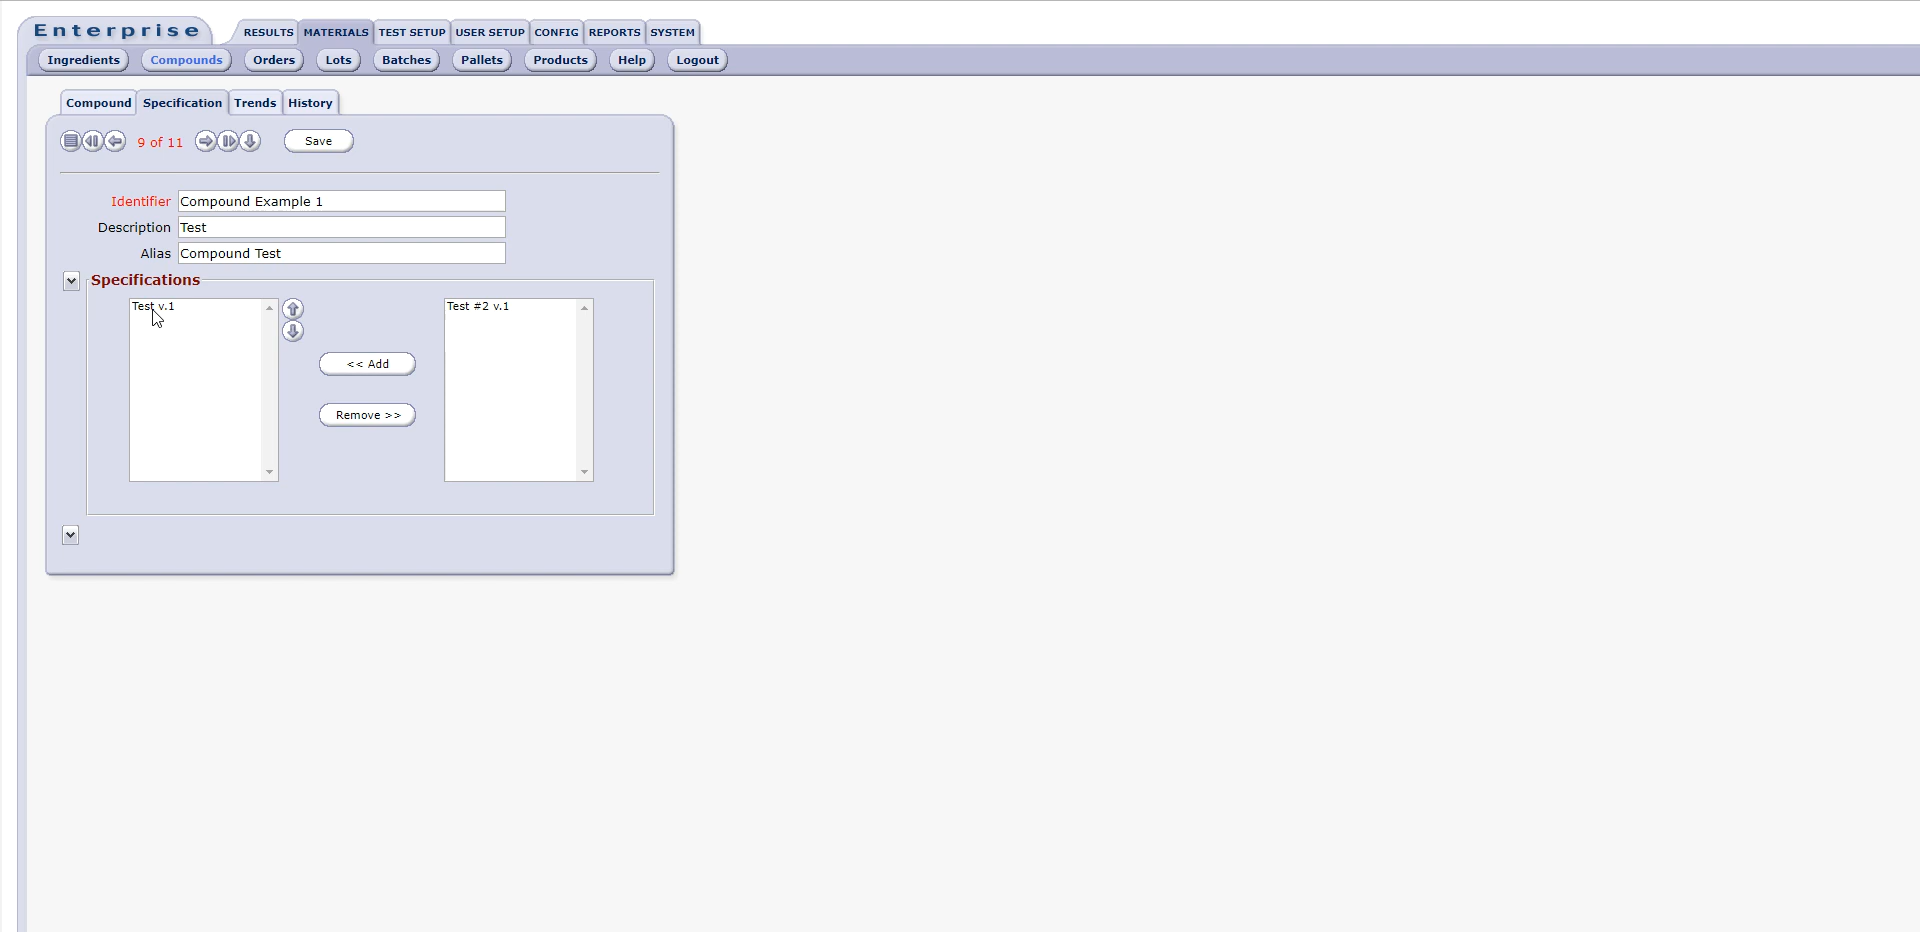 Enterprise
RESULTS MATERIALS TEST SETUP USER SETUP CONFIG REPORTS SYSTEM
Ingredients Compounds Orders Lots Batches Pallets Products Help Logout
Compound Specification Trends History
9 of 11 Save
Identifier Compound Example 1
Description Test
Alias Compound Test
Specifications
Test v.1 Test #2 v.1
<< Add
Remove >>